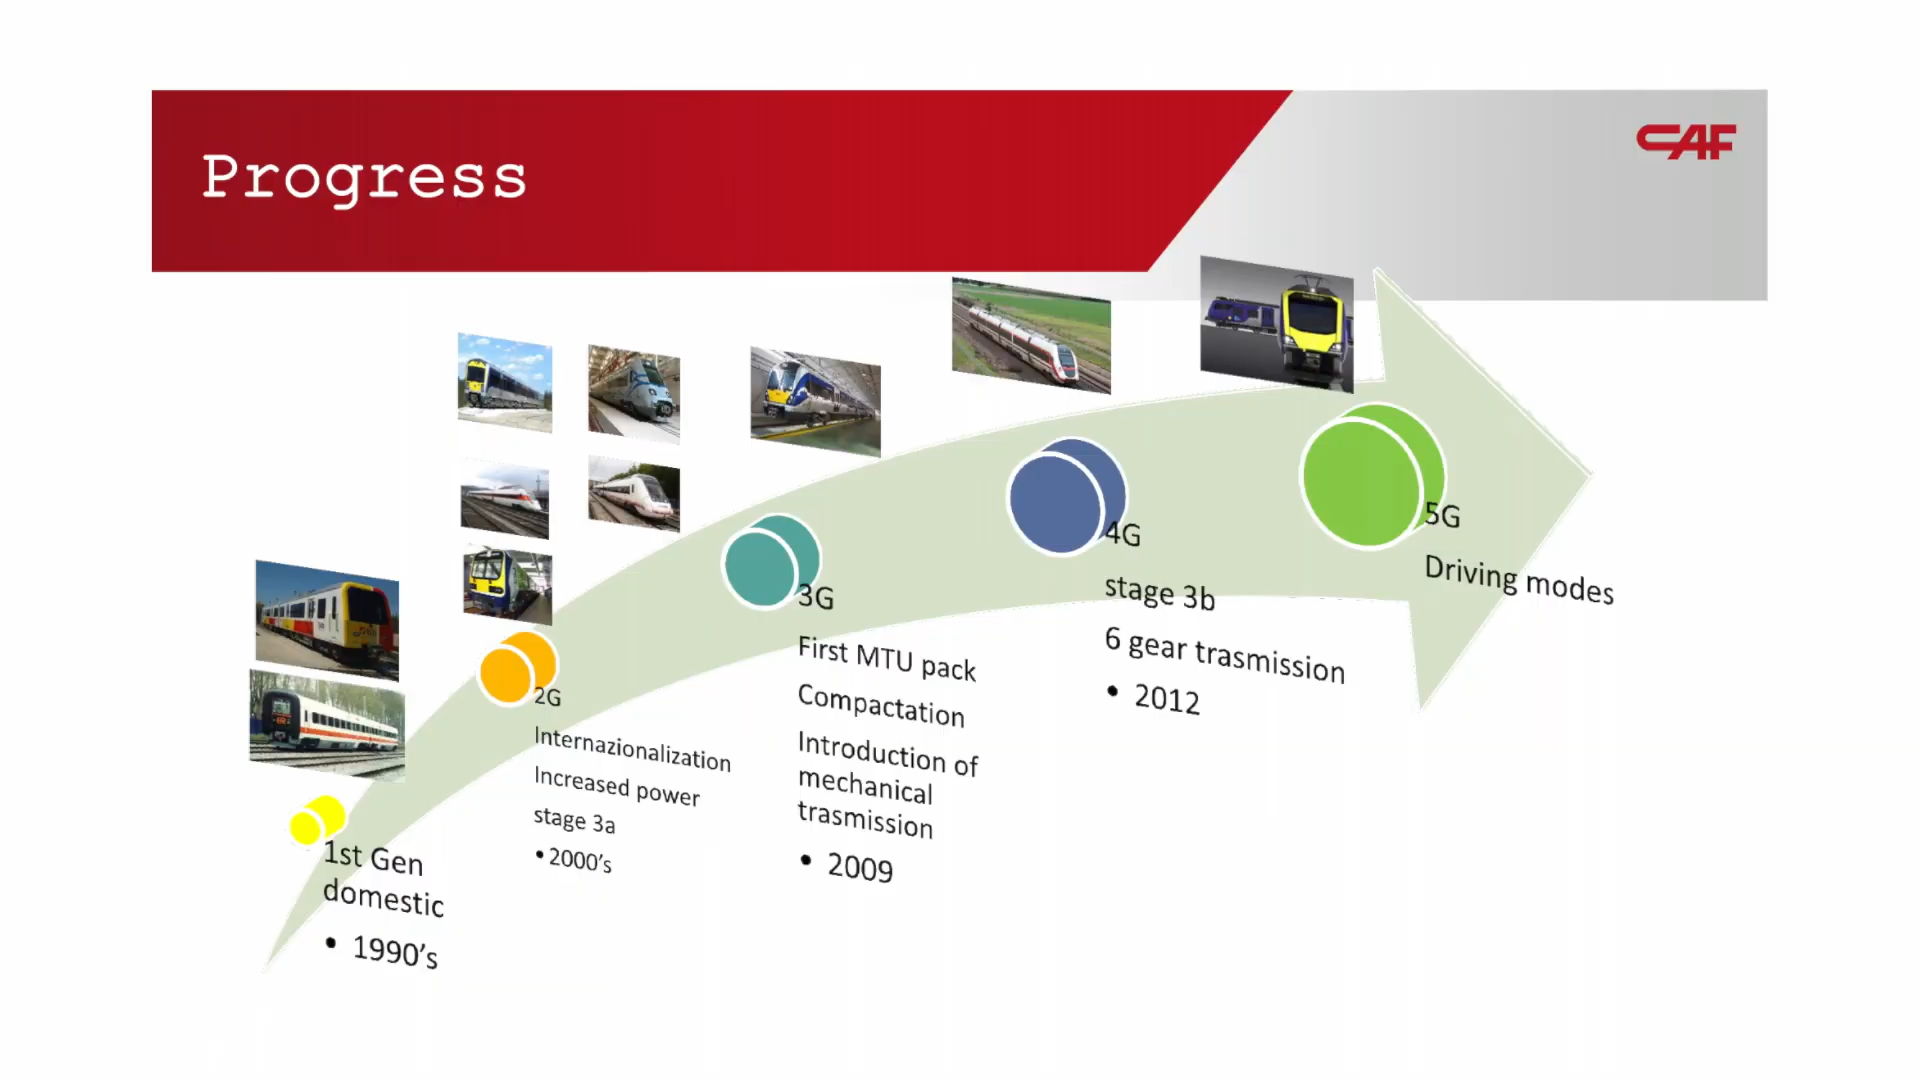 Progress
CAF
1st Gen
domestic
• 1990’s
2G
Internazionalization
Increased power
stage 3a
• 2000’s
3G
First MTU pack
Compactation
Introduction of
mechanical
trasmission
• 2009
4G
stage 3b
6 gear trasmission
• 2012
5G
Driving modes